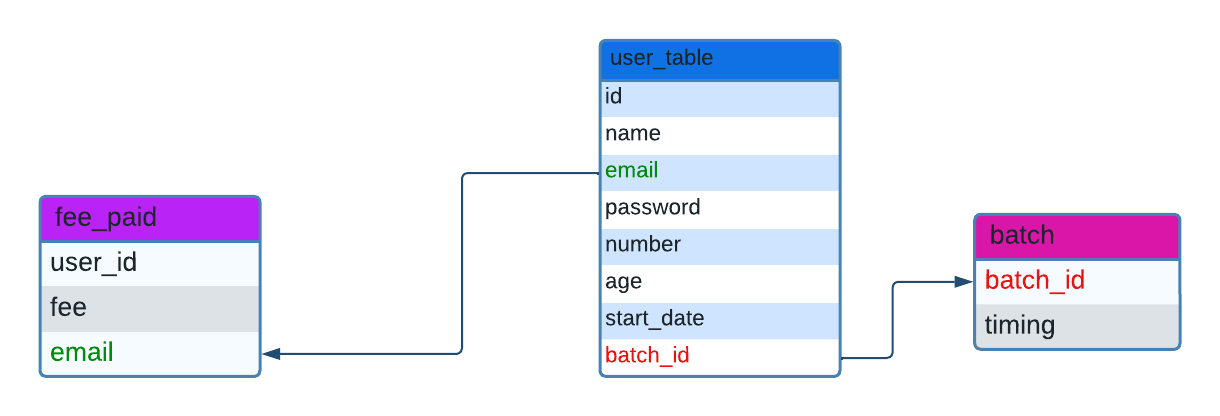 fee_paid
user_id
fee
email
user_table
id
name
email
password
number
age
start_date
batch_id
batch
batch_id
timing